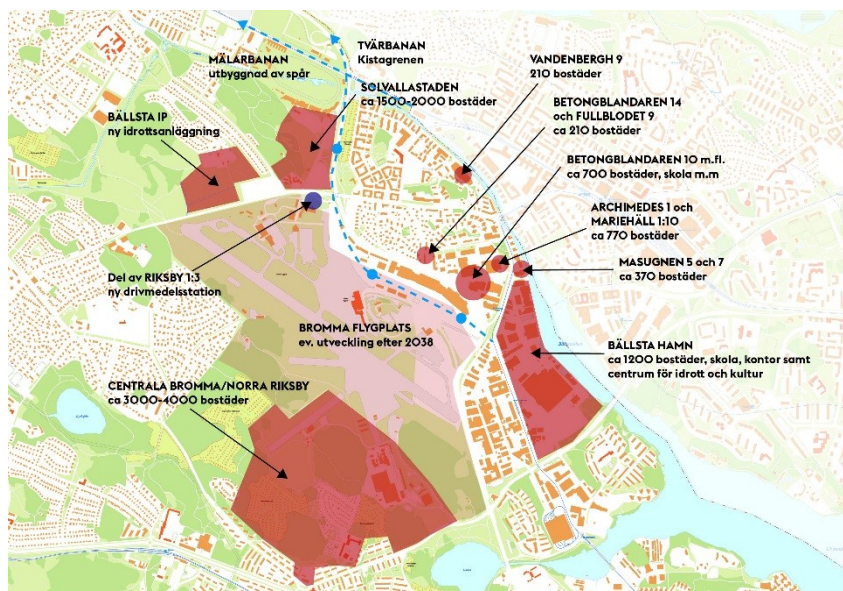 MÄLARBANAN
utbyggnad av spår
TVÄRBANAN
Kistagrenen
VANDENBERGH 9
210 bostäder
SOLVALLASTADEN
ca 1500-2000 bostäder
BÄLLSTA IP
ny idrottsanläggning
BETONGBLANDAREN 14
och FULLBLODET 9
ca 210 bostäder
BETONGBLANDAREN 10 m.fl.
ca 700 bostäder, skola m.m
ARCHIMEDES 1 och
MARIEHÄLL 1:10
ca 770 bostäder
MASUGNEN 5 och 7
ca 370 bostäder
Del av RIKSBY 1:3
ny drivmedelsstation
BROMMA FLYGPLATS
ev. utveckling efter 2038
BÄLLSTA HAMN
ca 1200 bostäder, skola, kontor samt
centrum för idrott och kultur
CENTRALA BROMMA/NORRA RIKSBY
ca 3000-4000 bostäder